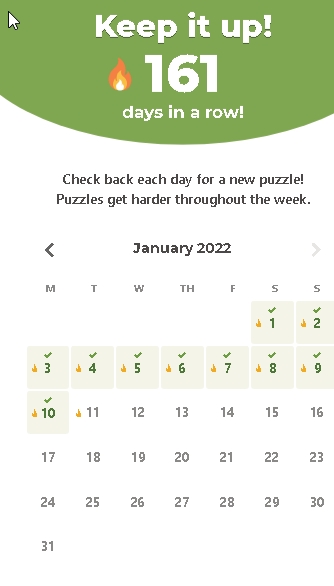 Keep it up!
161
days in a row!
Check back each day for a new puzzle!
Puzzles get harder throughout the week.
January 2022
M T W TH F S S
1 2
3 4 5 6 7 8 9
10 11 12 13 14 15 16
17 18 19 20 21 22 23
24 25 26 27 28 29 30
31